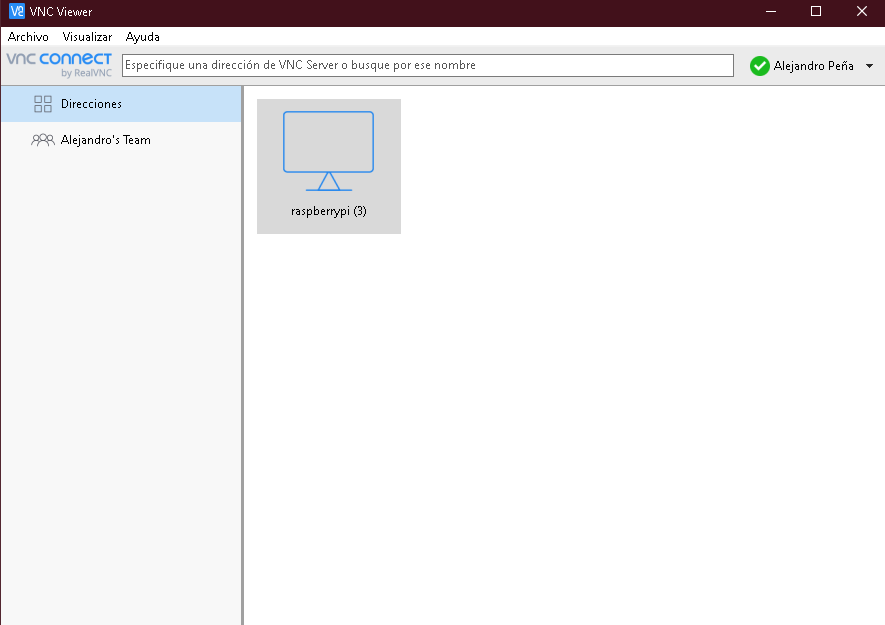 VNC Viewer
Archivo Visualizar Ayuda
vnc connect
by RealVNC
Especifique una dirección de VNC Server o busque por ese nombre
Alejandro Peña
Direcciones
Alejandro's Team
raspberrypi (3)